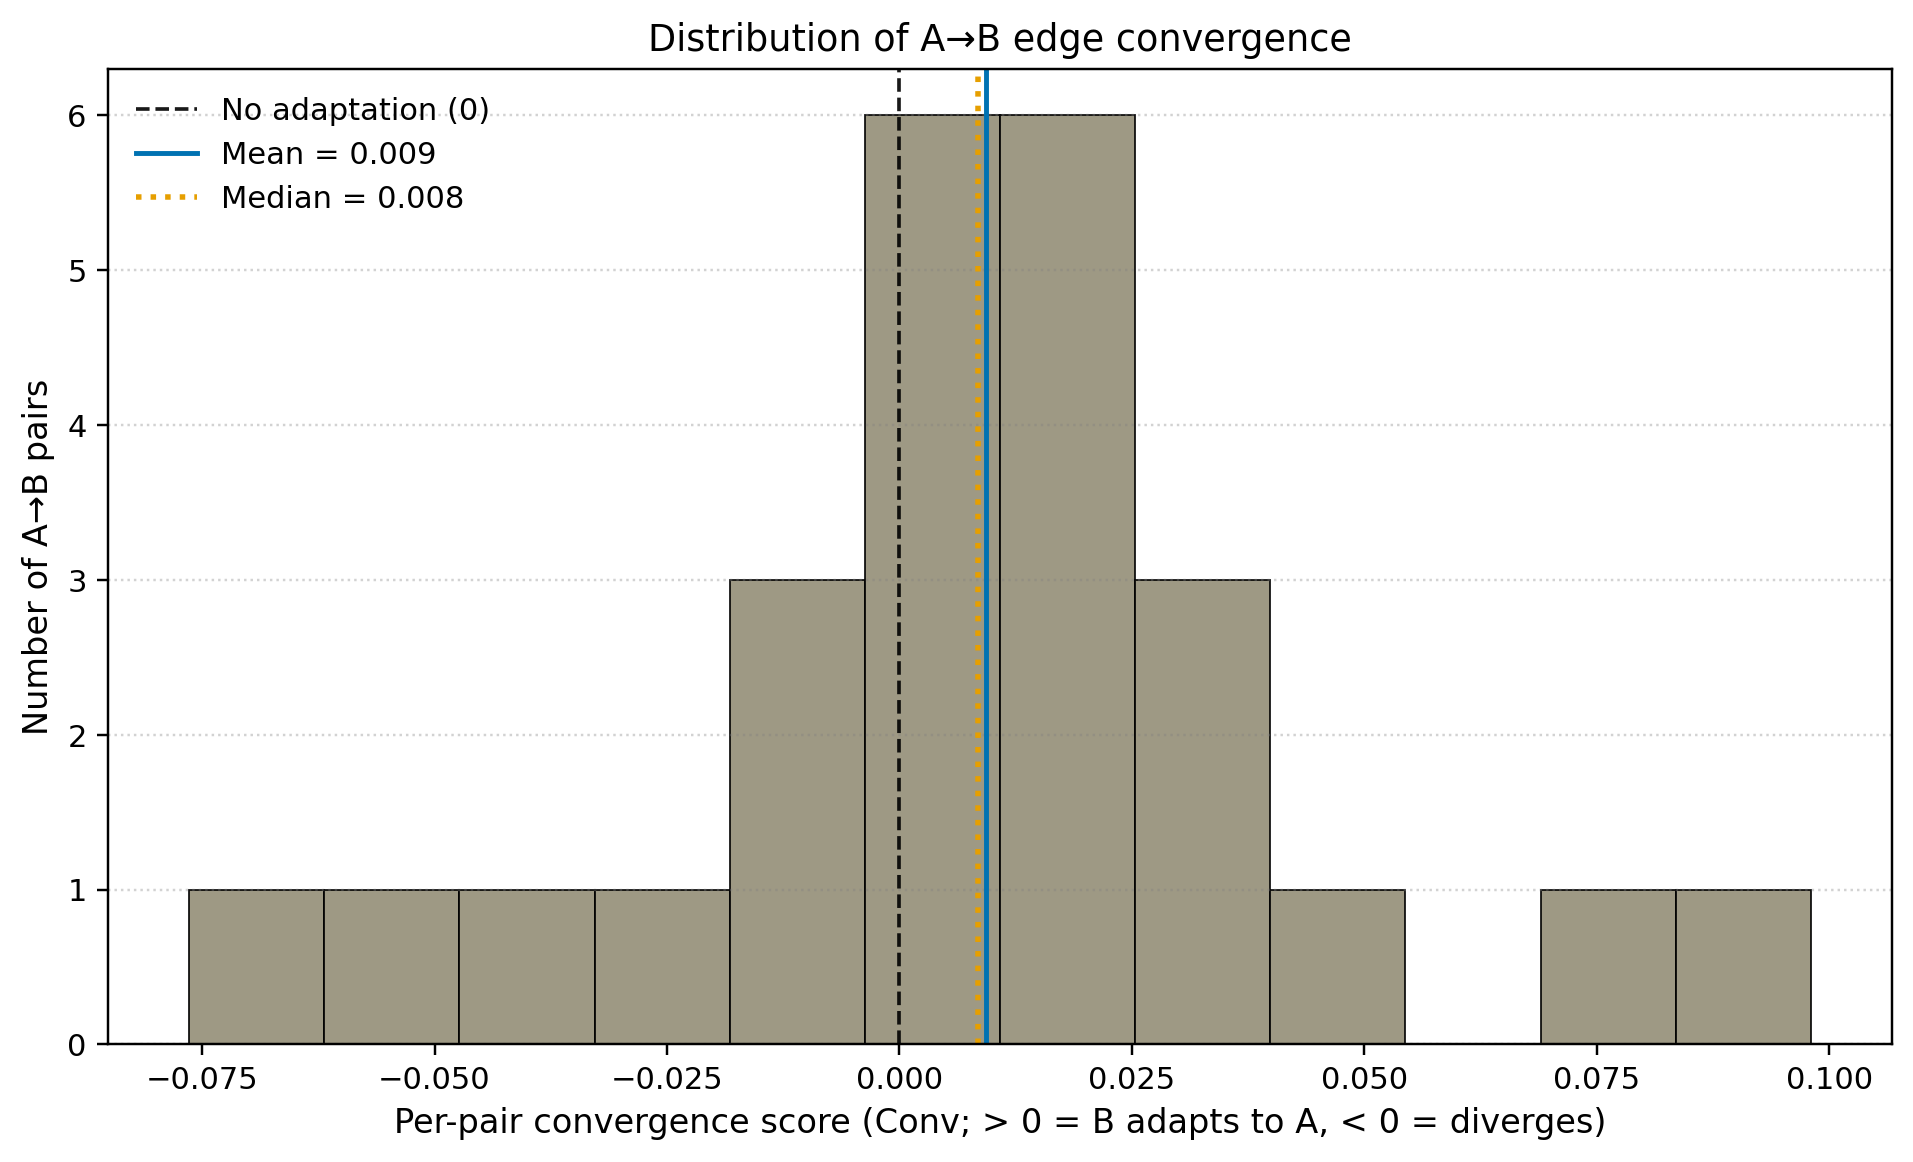 Distribution of A→B edge convergence
No adaptation (0)
Mean = 0.009
Median = 0.008
Number of A→B pairs
6
5
4
3
2
1
0
−0.075 −0.050 −0.025 0.000 0.025 0.050 0.075 0.100
Per-pair convergence score (Conv; > 0 = B adapts to A, < 0 = diverges)